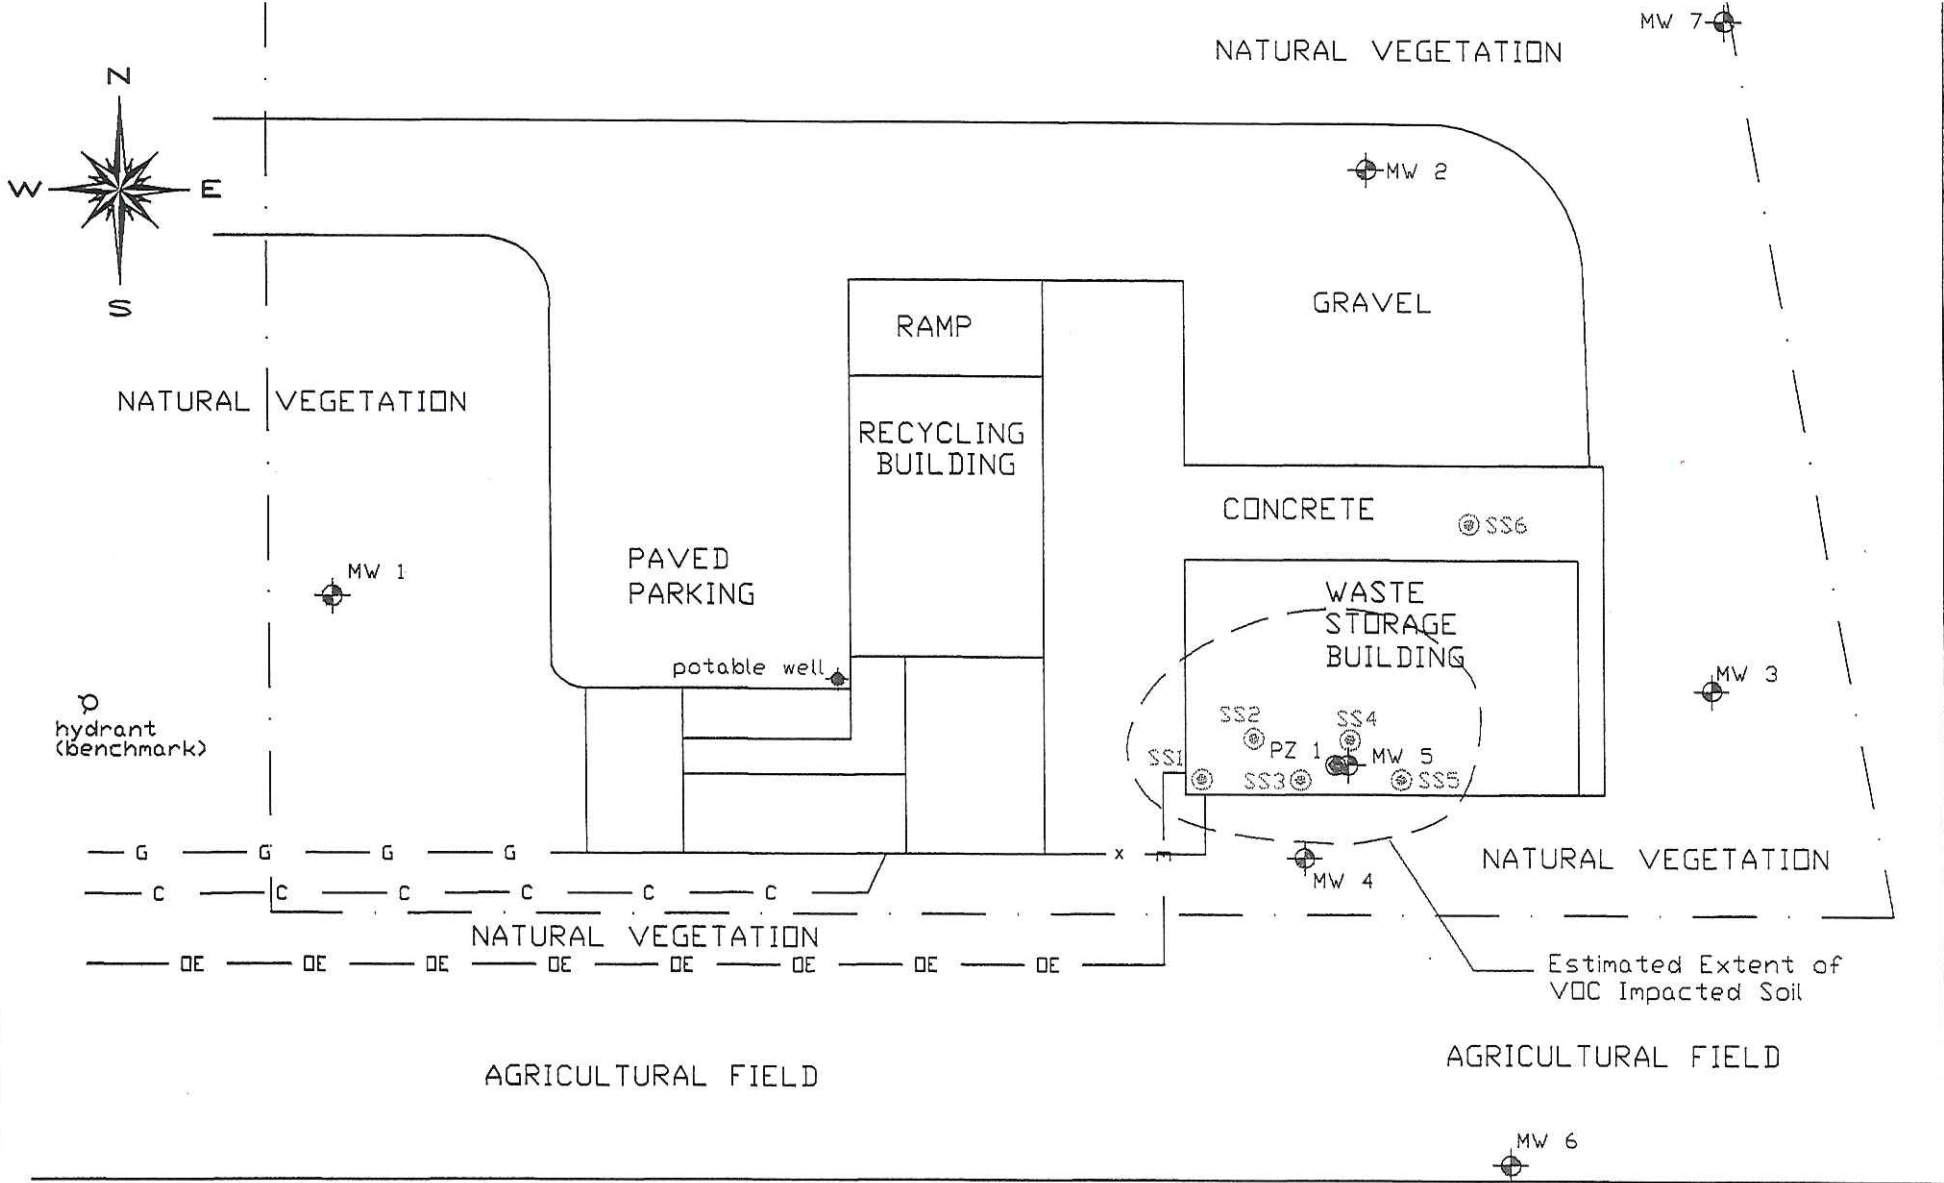 MW 7
NATURAL VEGETATION
N
W E
S
MW 2
GRAVEL
RAMP
NATURAL VEGETATION
RECYCLING
BUILDING
CONCRETE
SS6
PAVED
PARKING
MW 1
WASTE
STORAGE
BUILDING
potable well
MW 3
hydrant
(benchmark)
SS2
SS4
PZ 1
MW 5
SS1
SS3
SS5
G G G G
x
M
MW 4
NATURAL VEGETATION
C C C C C C
NATURAL VEGETATION
OE OE OE OE OE OE OE OE
Estimated Extent of
VOC Impacted Soil
AGRICULTURAL FIELD
AGRICULTURAL FIELD
MW 6